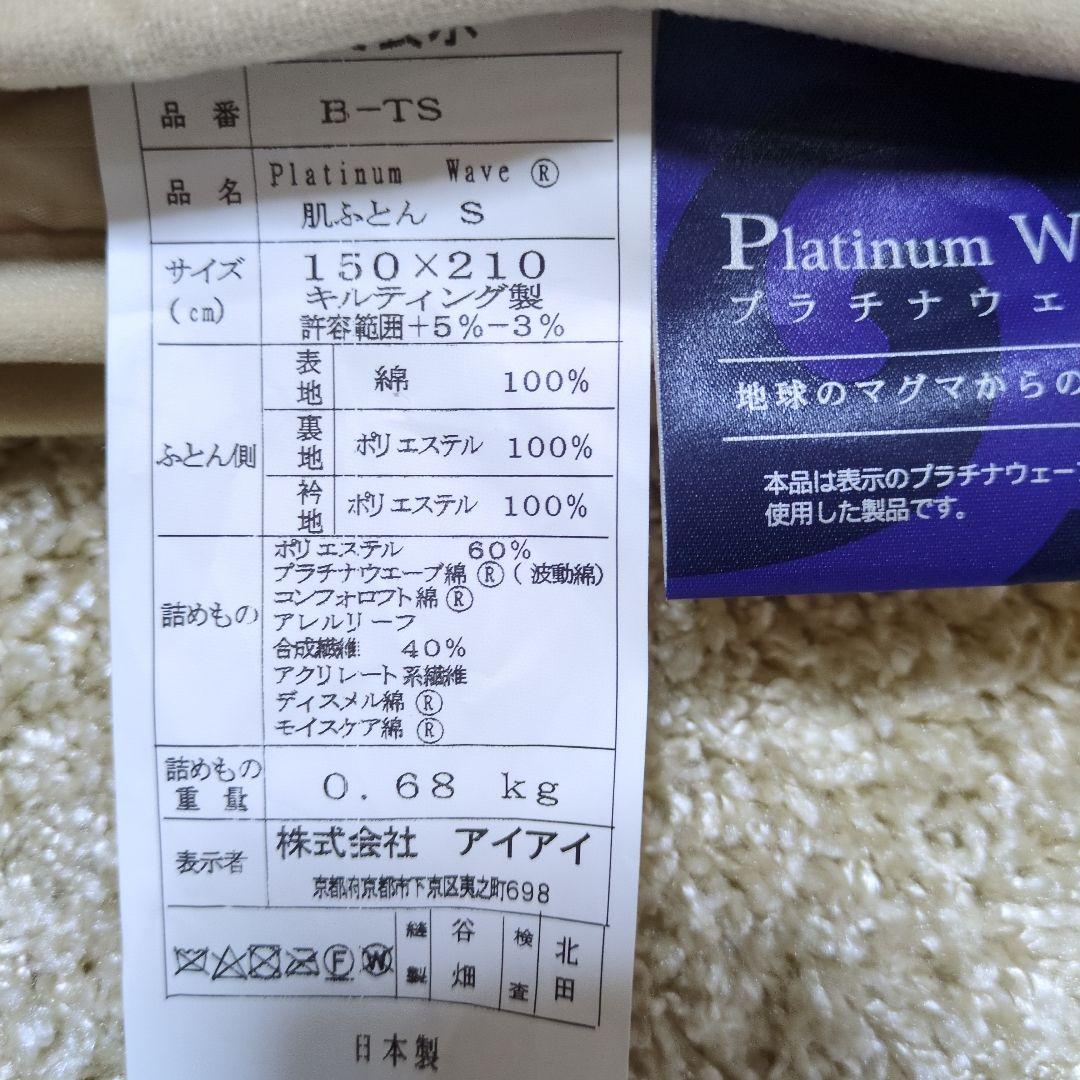 品番 B-TS
品名 Platinum Wave ®
肌ふとん S
サイズ(cm) 150×210
キルティング製
許容範囲+5%-3%
ふとん側
表地 綿 100%
裏地 ポリエステル 100%
衿地 ポリエステル 100%
詰めもの
ポリエステル 60%
プラチナウエーブ綿®(波動綿)
コンフォロフト綿®
アレルリーフ
合成繊維 40%
アクリレート系繊維
ディスメル綿®
モイスケア綿®
詰めもの重量 0.68 kg
表示者 株式会社 アイアイ
京都府京都市下京区夷之町698
F W
縫製 谷畑 検査 北田
日本製
Platinum W
プラチナウエ
地球のマグマからの
本品は表示のプラチナウェー
使用した製品です。